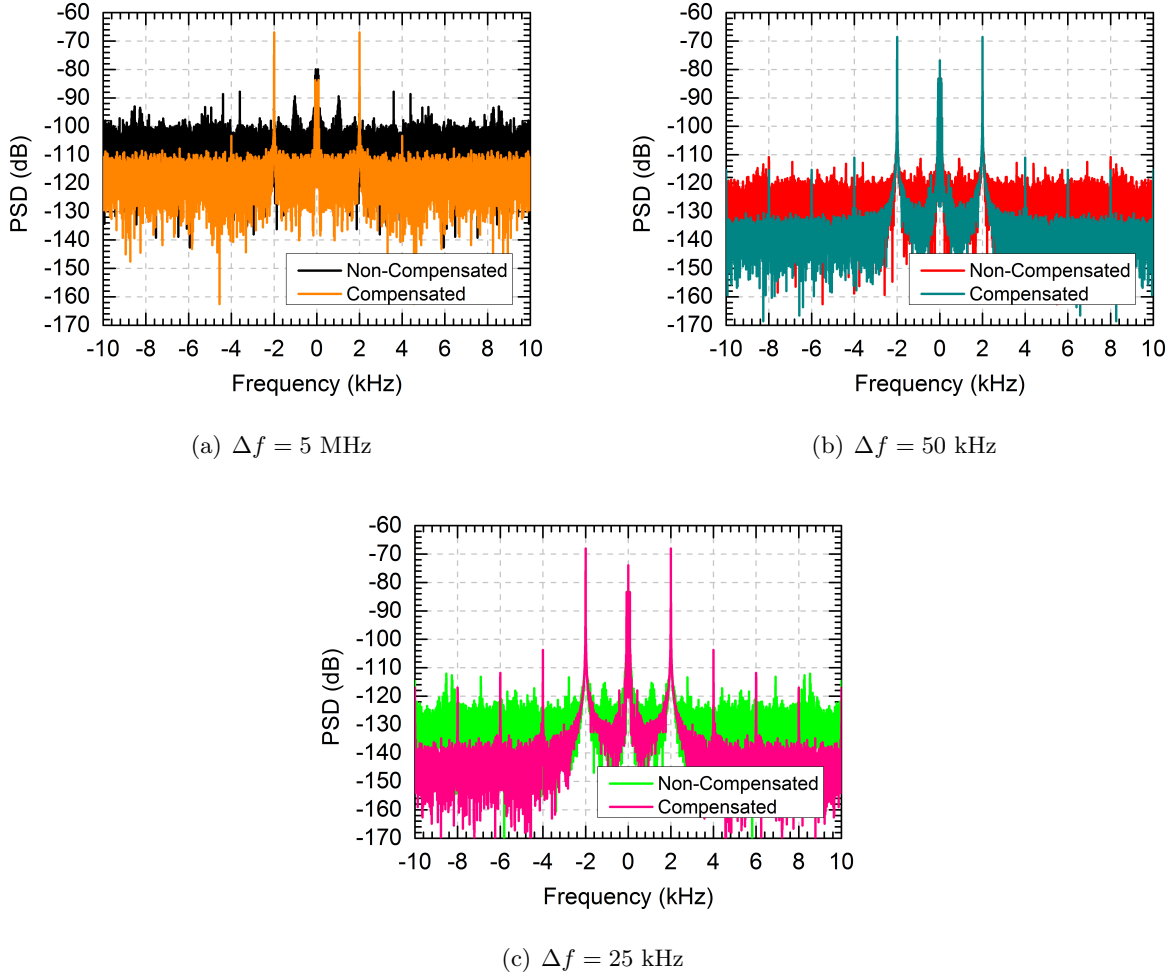 -60
-70
-80
-90
-100
-110
-120
-130
-140
-150
-160
-170
PSD (dB)
Non-Compensated
Compensated
-10 -8 -6 -4 -2 0 2 4 6 8 10
Frequency (kHz)
(a) Δf = 5 MHz
-60
-70
-80
-90
-100
-110
-120
-130
-140
-150
-160
-170
PSD (dB)
Non-Compensated
Compensated
-10 -8 -6 -4 -2 0 2 4 6 8 10
Frequency (kHz)
(b) Δf = 50 kHz
-60
-70
-80
-90
-100
-110
-120
-130
-140
-150
-160
-170
PSD (dB)
Non-Compensated
Compensated
-10 -8 -6 -4 -2 0 2 4 6 8 10
Frequency (kHz)
(c) Δf = 25 kHz